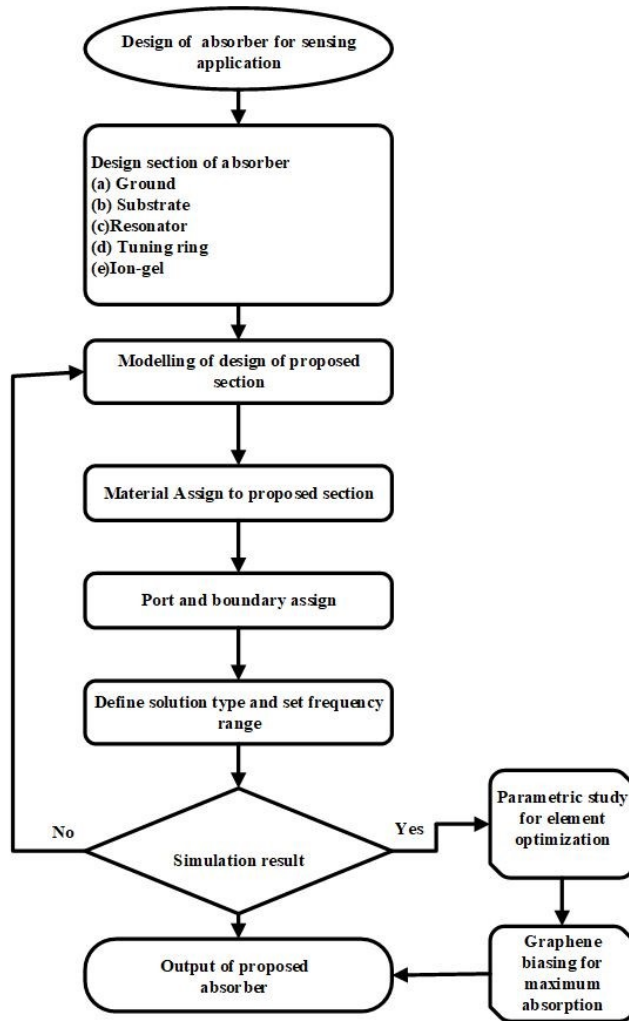 Design of absorber for sensing
application
Design section of absorber
(a) Ground
(b) Substrate
(c)Resonator
(d) Tuning ring
(e)Ion-gel
Modelling of design of proposed
section
Material Assign to proposed section
Port and boundary assign
Define solution type and set frequency
range
No
Simulation result
Yes
Parametric study
for element
optimization
Graphene
biasing for
maximum
absorption
Output of proposed
absorber